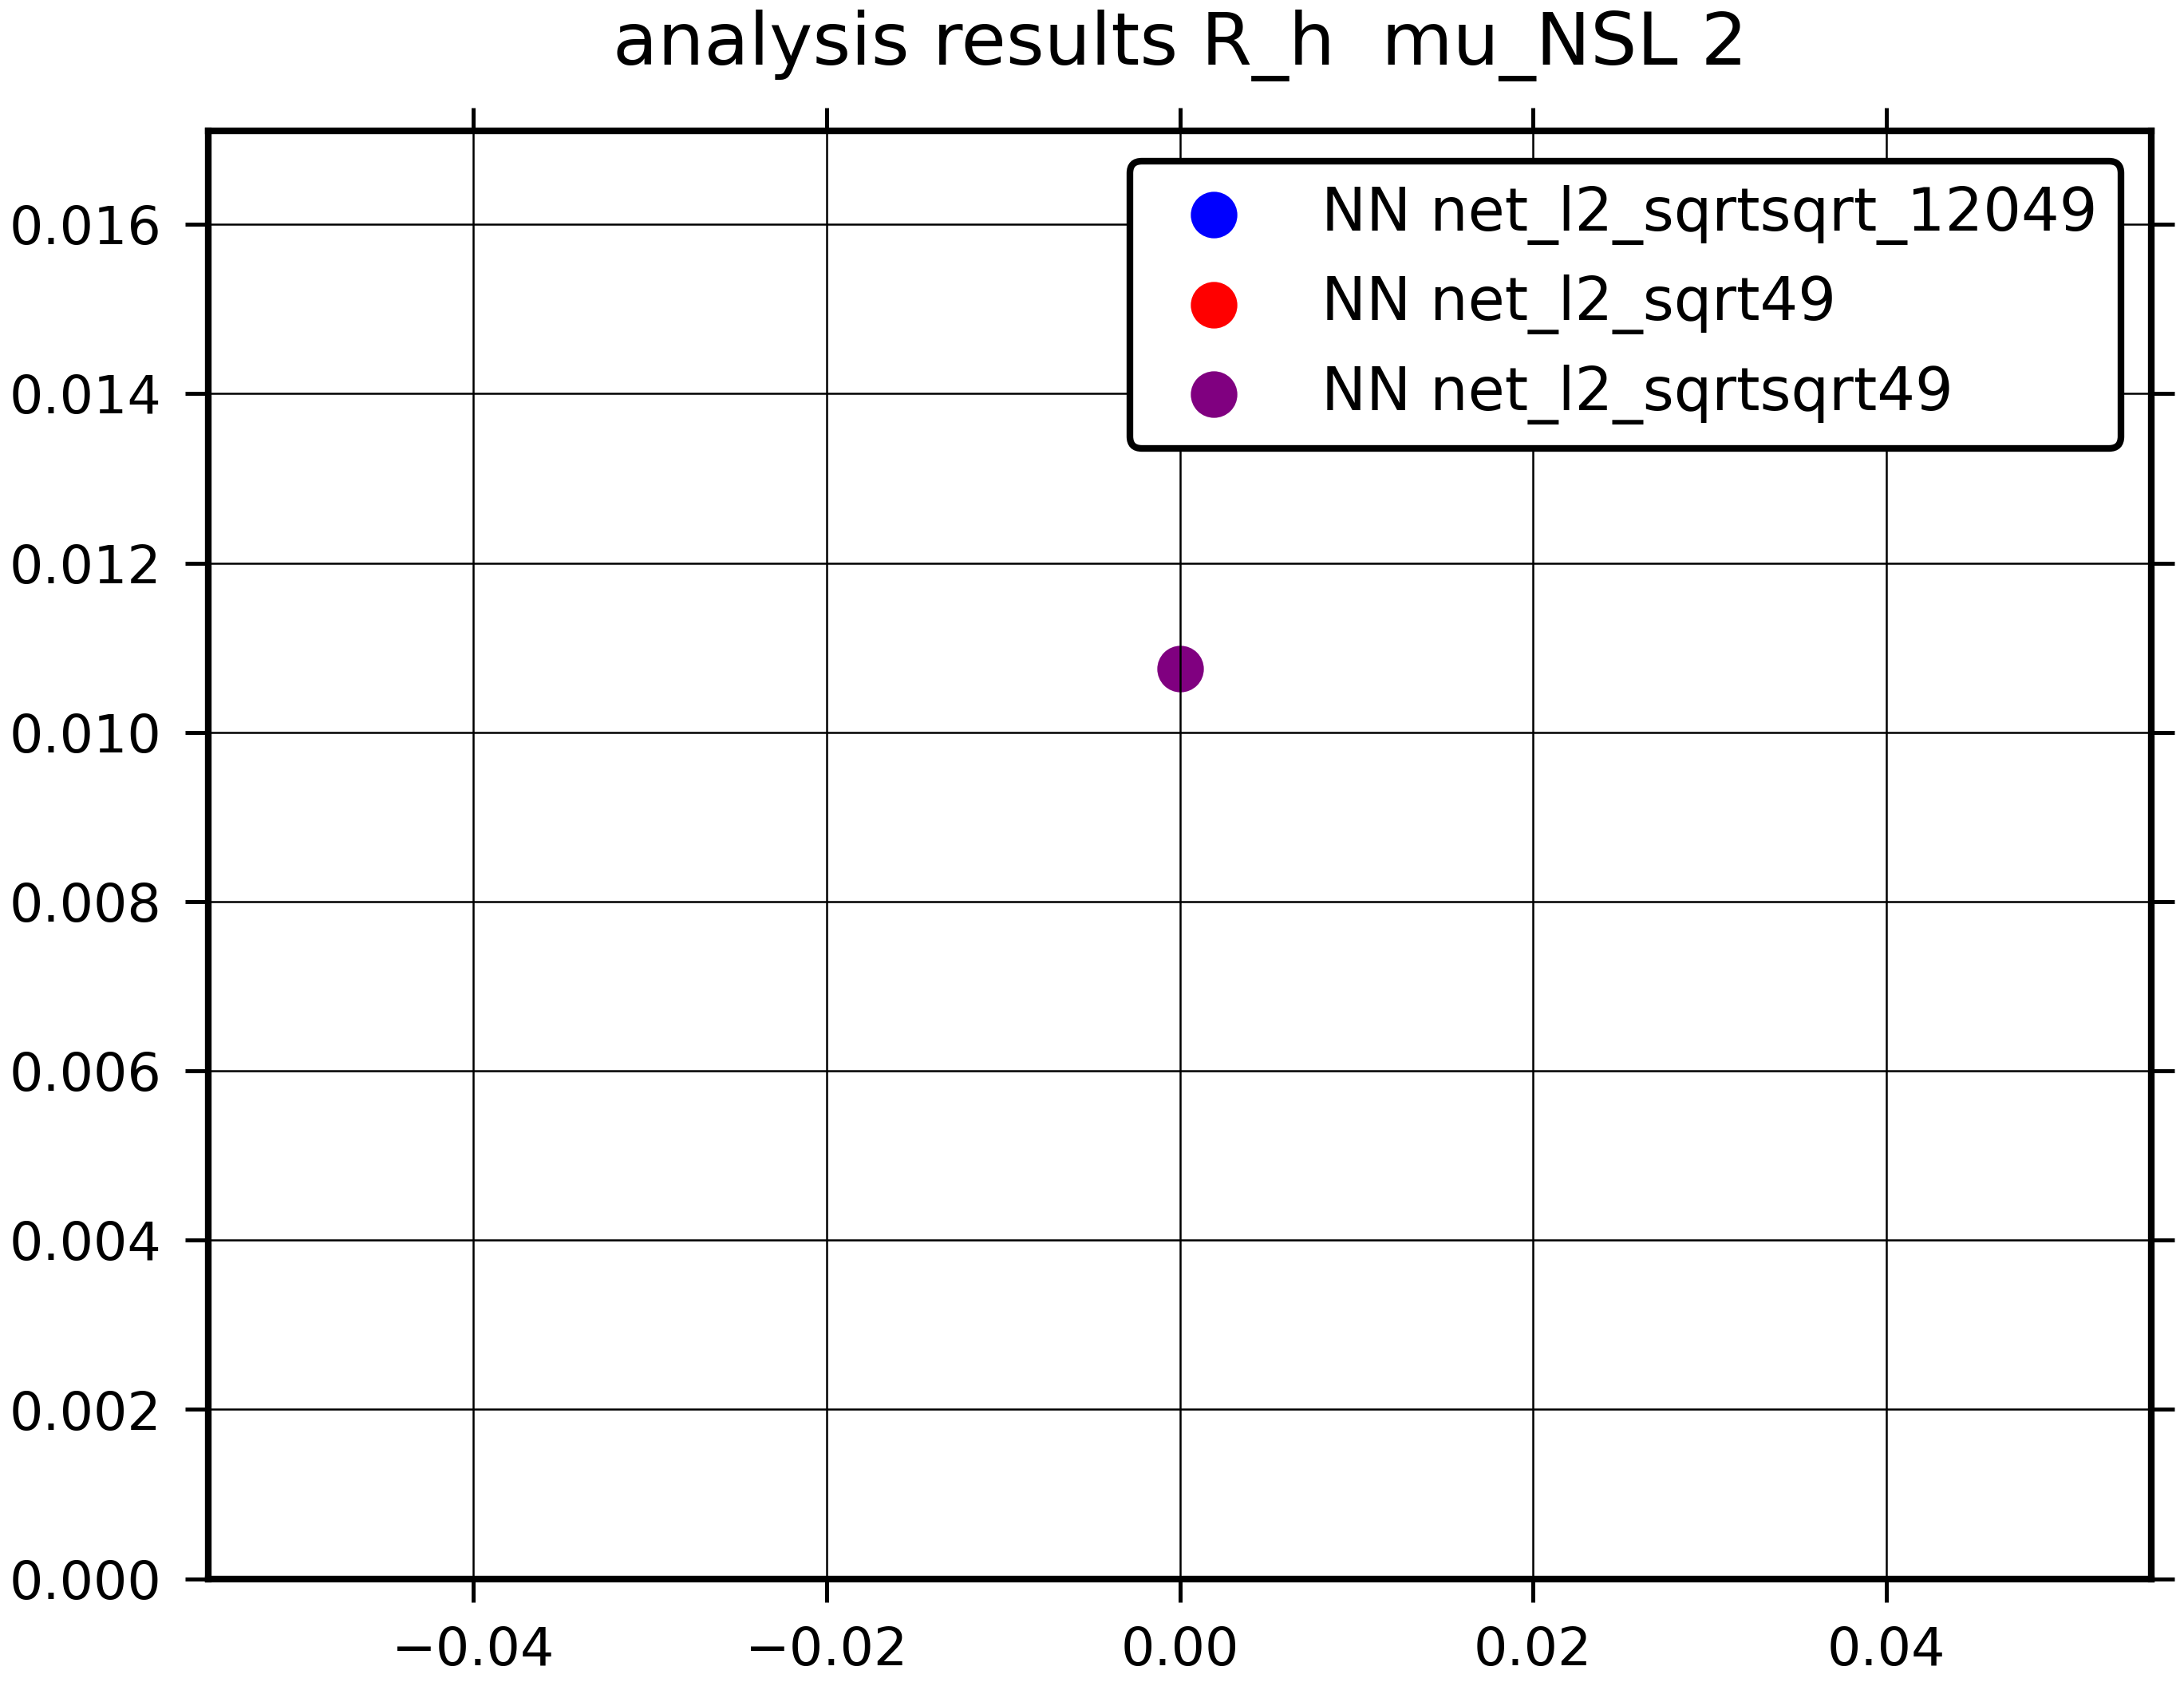 analysis results R_h  mu_NSL 2
NN net_l2_sqrtsqrt_12049
NN net_l2_sqrt49
NN net_l2_sqrtsqrt49
0.016
0.014
0.012
0.010
0.008
0.006
0.004
0.002
0.000
−0.04 −0.02 0.00 0.02 0.04